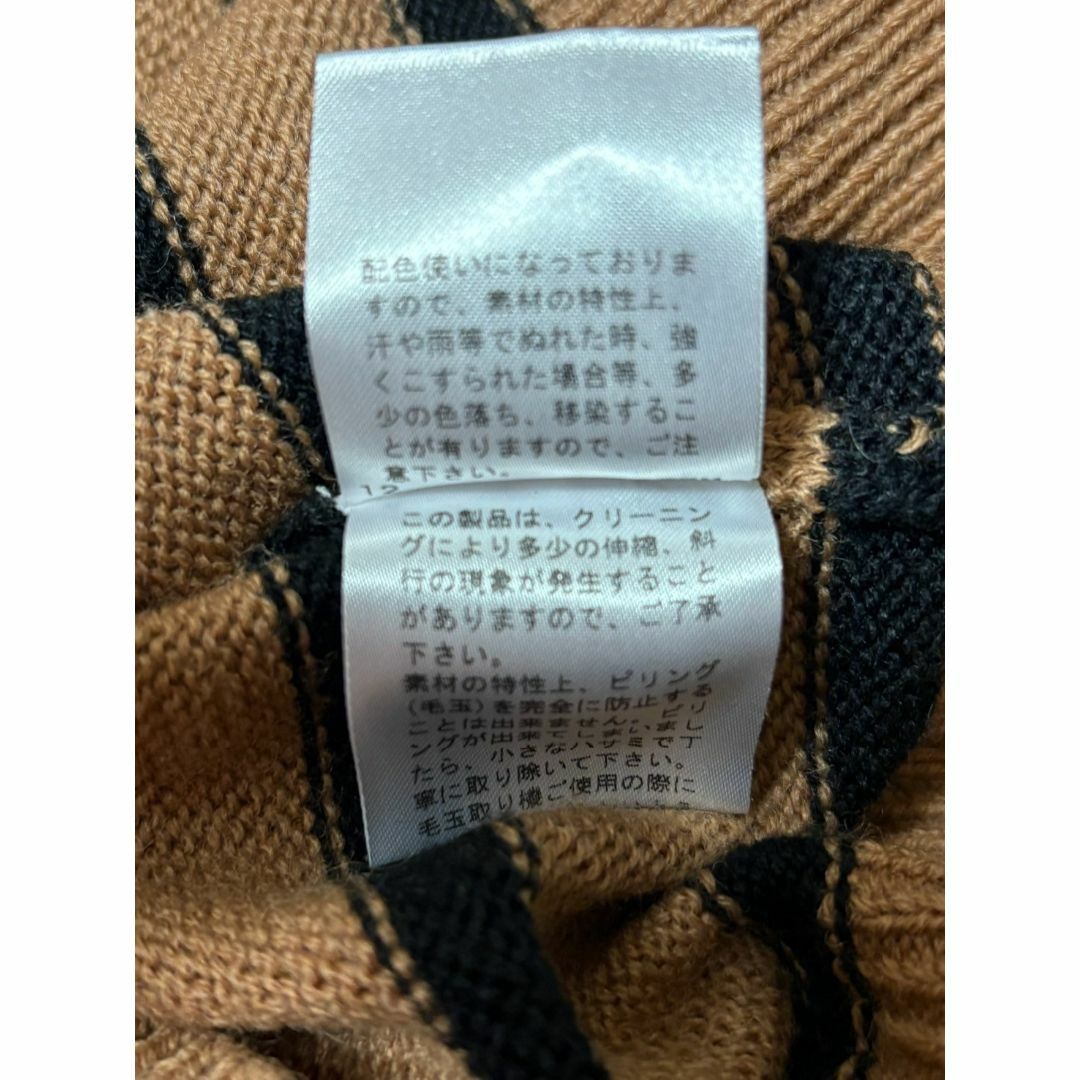 配色使いになっておりま
すので、素材の特性上、
汗や雨等でぬれた時、強
くこすられた場合等、多
少の色落ち、移染するこ
とが有りますので、ご注
意下さい。
12
この製品は、クリーニン
グにより多少の伸縮、斜
行の現象が発生すること
がありますので、ご了承
下さい。
素材の特性上、ピリング
(毛玉)を完全に防止する
ことは出来ません。ピリ
ングが出来てしまいまし
たら、小さなハサミで丁
寧に取り除いて下さい。
毛玉取り機ご使用の際に